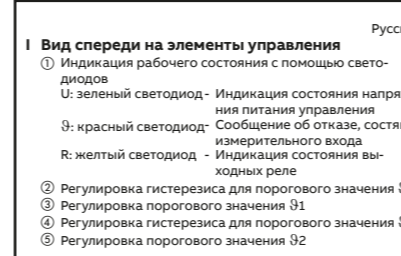 Русс
I Вид спереди на элементы управления
① Индикация рабочего состояния с помощью свето-
диодов
U: зеленый светодиод - Индикация состояния напря
ния питания управления
ϑ: красный светодиод- Сообщение об отказе, состя
измерительного входа
R: желтый светодиод - Индикация состояния вы-
ходных реле
② Регулировка гистерезиса для порогового значения
③ Регулировка порогового значения ϑ1
④ Регулировка гистерезиса для порогового значения
⑤ Регулировка порогового значения ϑ2